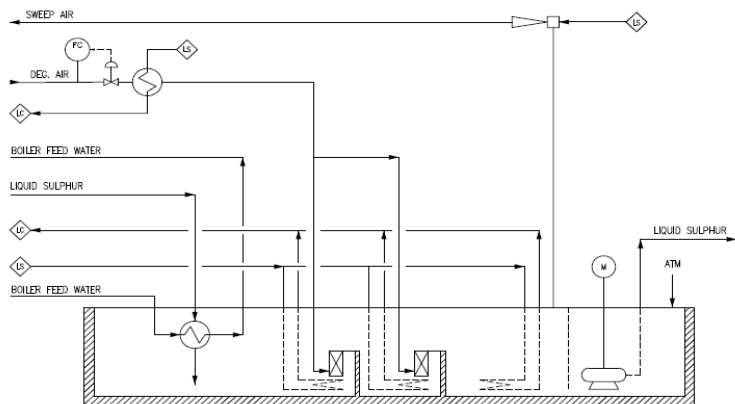 SWEEP AIR
LS
FC
LS
DEG. AIR
LC
BOILER FEED WATER
LIQUID SULPHUR
LC
LIQUID SULPHUR
LS
M
ATM
BOILER FEED WATER